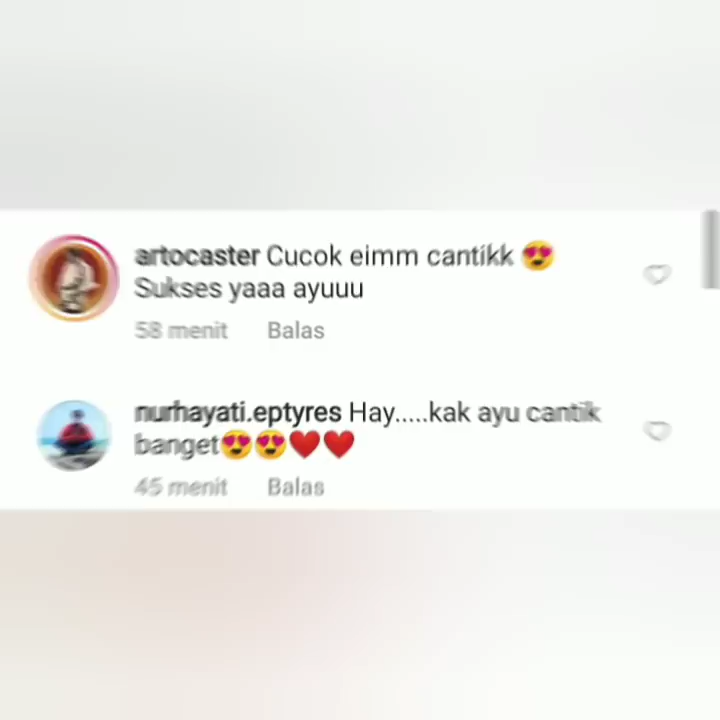 artocaster Cucok eimm cantikk 😍
Sukses yaaa ayuuu
58 menit Balas
nurhayati.eptyres Hay.....kak ayu cantik
banget😍😍❤️❤️
45 menit Balas